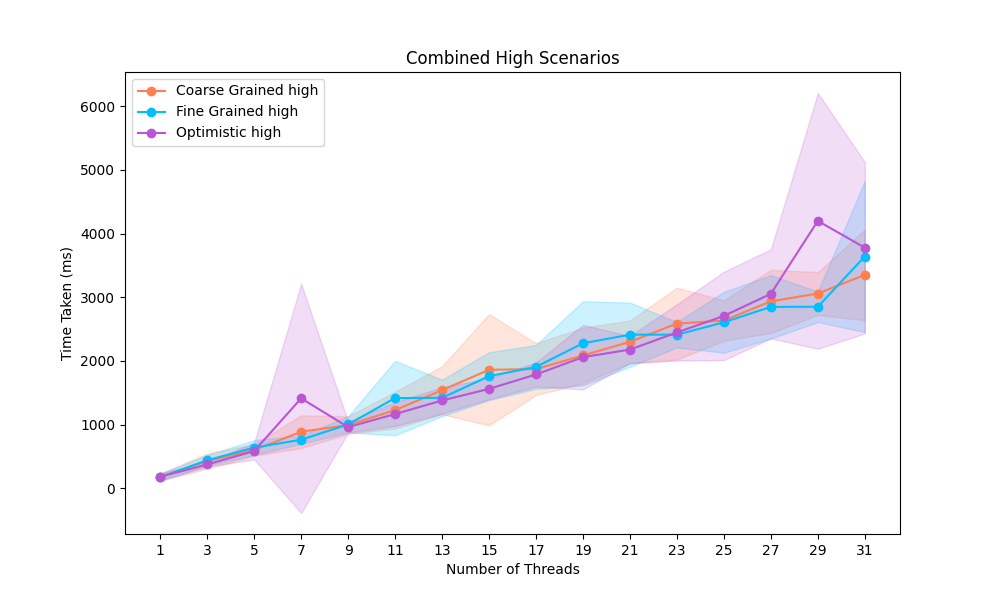 Combined High Scenarios
Coarse Grained high
Fine Grained high
Optimistic high
Time Taken (ms)
6000
5000
4000
3000
2000
1000
0
1 3 5 7 9 11 13 15 17 19 21 23 25 27 29 31
Number of Threads